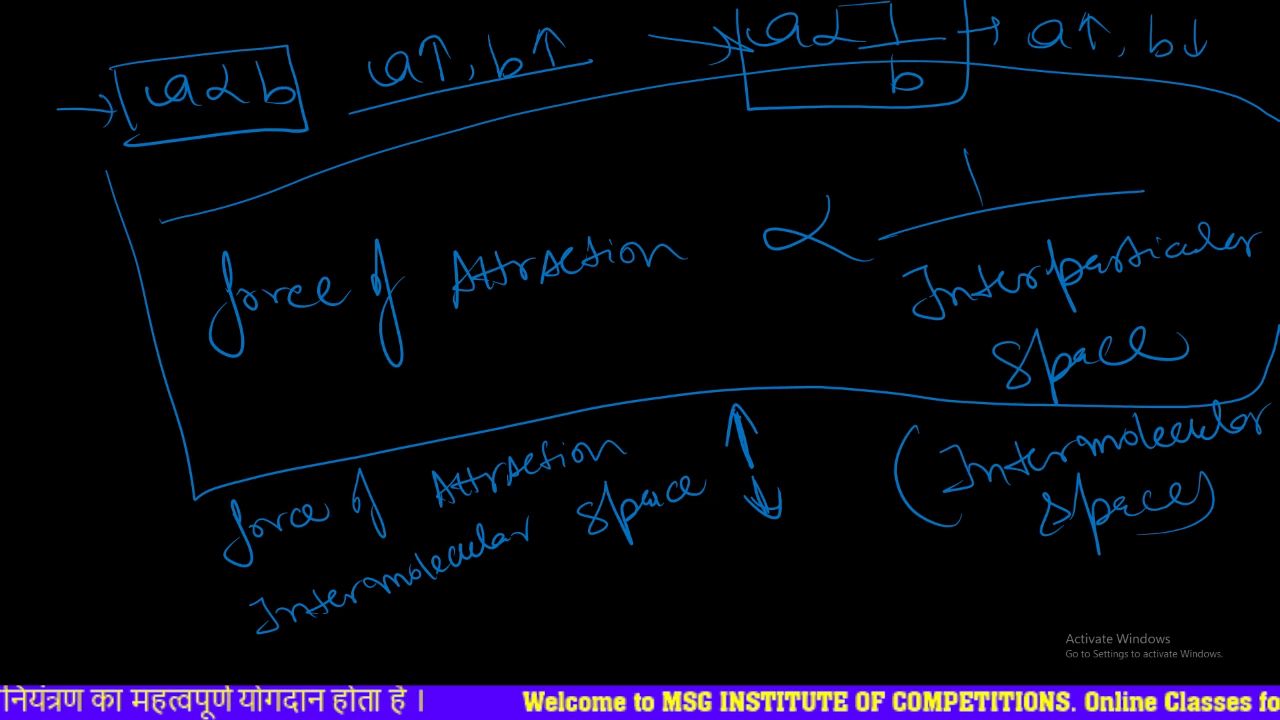 → a α b a↑, b↑ → a α 1/b → a↑, b↓
force of Attraction α 1/Interparticular Space
(Intermolecular Space)
force of Attraction ↑
Intermolecular Space ↓
Activate Windows
Go to Settings to activate Windows.
नियंत्रण का महत्वपूर्ण योगदान होता है । Welcome to MSG INSTITUTE OF COMPETITIONS. Online Classes fo